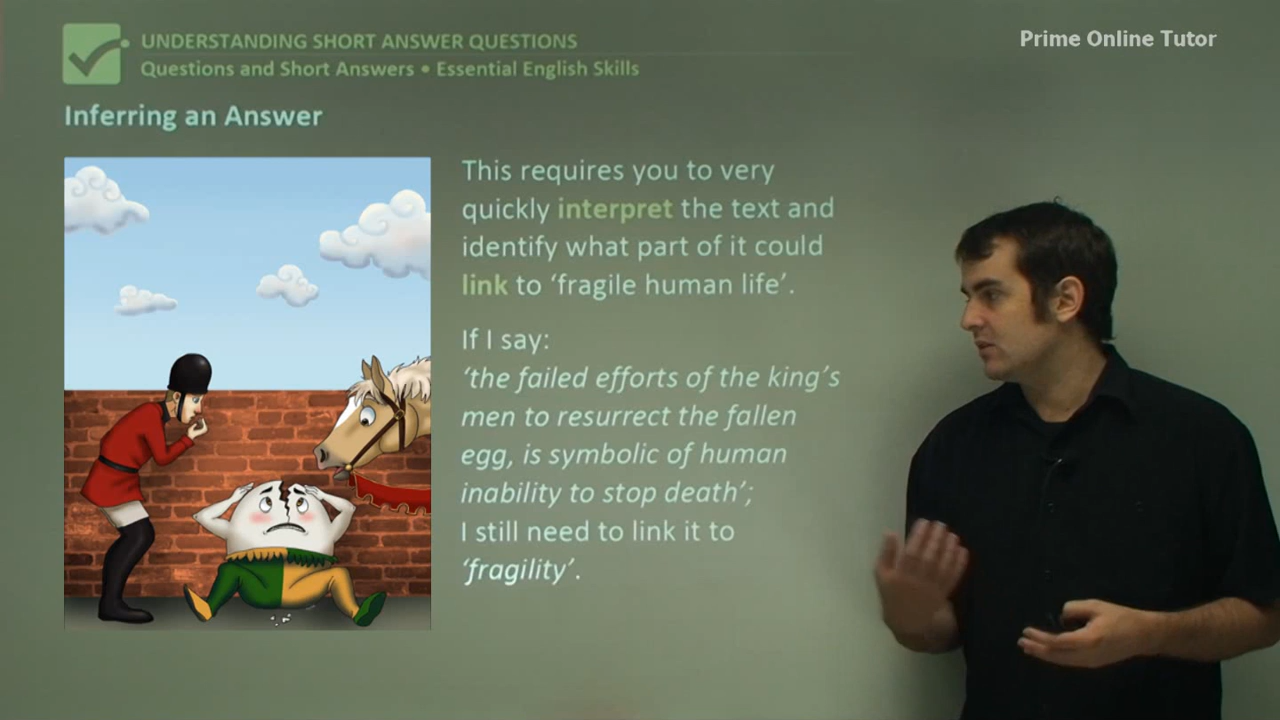 UNDERSTANDING SHORT ANSWER QUESTIONS
Questions and Short Answers • Essential English Skills
Prime Online Tutor
Inferring an Answer
This requires you to very
quickly interpret the text and
identify what part of it could
link to ‘fragile human life’.
If I say:
‘the failed efforts of the king’s
men to resurrect the fallen
egg, is symbolic of human
inability to stop death’;
I still need to link it to
‘fragility’.